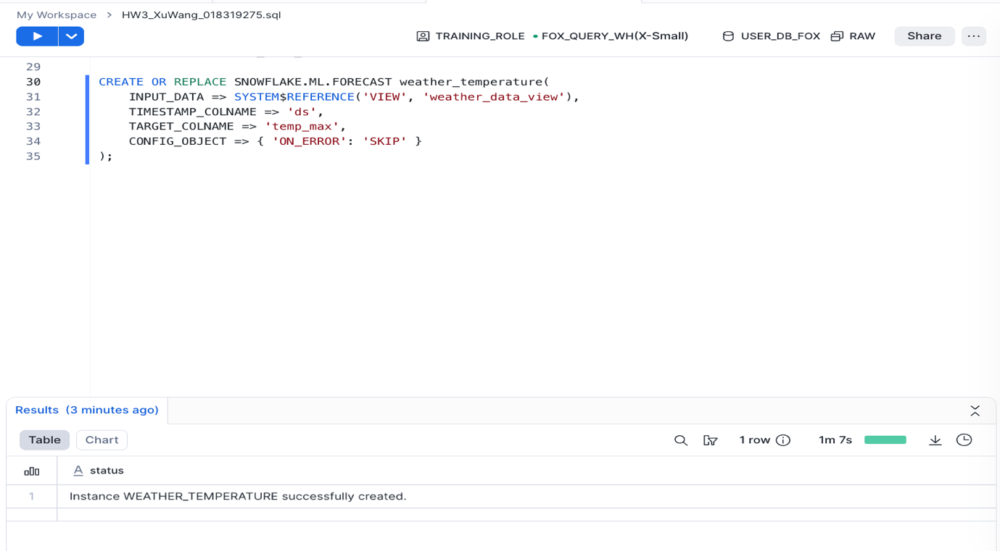 My Workspace > HW3_XuWang_018319275.sql
TRAINING_ROLE • FOX_QUERY_WH(X-Small) USER_DB_FOX RAW Share ...
29
30 CREATE OR REPLACE SNOWFLAKE.ML.FORECAST weather_temperature(
31 INPUT_DATA => SYSTEM$REFERENCE('VIEW', 'weather_data_view'),
32 TIMESTAMP_COLNAME => 'ds',
33 TARGET_COLNAME => 'temp_max',
34 CONFIG_OBJECT => { 'ON_ERROR': 'SKIP' }
35 );
Results (3 minutes ago)
Table Chart 1 row 1m 7s
A status
1 Instance WEATHER_TEMPERATURE successfully created.